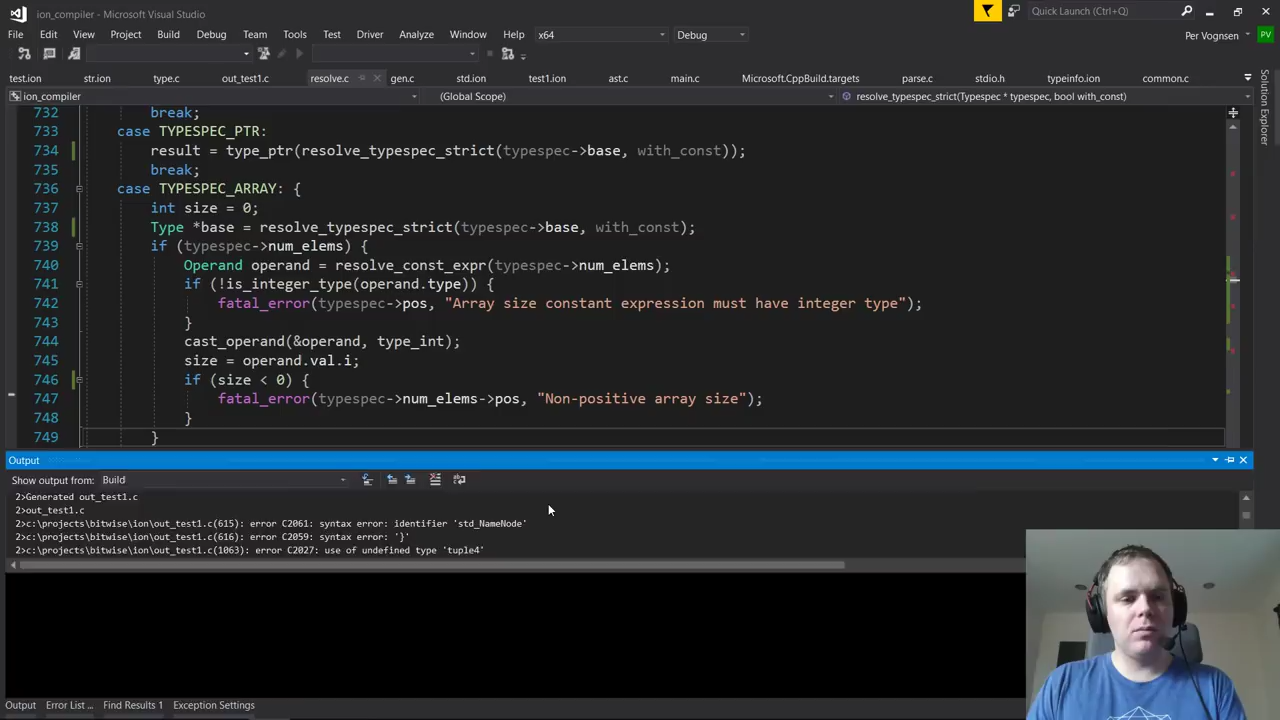 ion_compiler - Microsoft Visual Studio
Quick Launch (Ctrl+Q)
File Edit View Project Build Debug Team Tools Test Driver Analyze Window Help x64 Debug Per Vognsen PV
test.ion str.ion type.c out_test1.c resolve.c gen.c std.ion test1.ion ast.c main.c Microsoft.CppBuild.targets parse.c stdio.h typeinfo.ion common.c
ion_compiler (Global Scope) resolve_typespec_strict(Typespec * typespec, bool with_const)
Solution Explorer
732 break;
733 case TYPESPEC_PTR:
734 result = type_ptr(resolve_typespec_strict(typespec->base, with_const));
735 break;
736 case TYPESPEC_ARRAY: {
737 int size = 0;
738 Type *base = resolve_typespec_strict(typespec->base, with_const);
739 if (typespec->num_elems) {
740 Operand operand = resolve_const_expr(typespec->num_elems);
741 if (!is_integer_type(operand.type)) {
742 fatal_error(typespec->pos, "Array size constant expression must have integer type");
743 }
744 cast_operand(&operand, type_int);
745 size = operand.val.i;
746 if (size < 0) {
747 fatal_error(typespec->num_elems->pos, "Non-positive array size");
748 }
749 }
Output
Show output from: Build
2>Generated out_test1.c
2>out_test1.c
2>c:\projects\bitwise\ion\out_test1.c(615): error C2061: syntax error: identifier 'std_NameNode'
2>c:\projects\bitwise\ion\out_test1.c(616): error C2059: syntax error: '}'
2>c:\projects\bitwise\ion\out_test1.c(1063): error C2027: use of undefined type 'tuple4'
Output Error List ... Find Results 1 Exception Settings